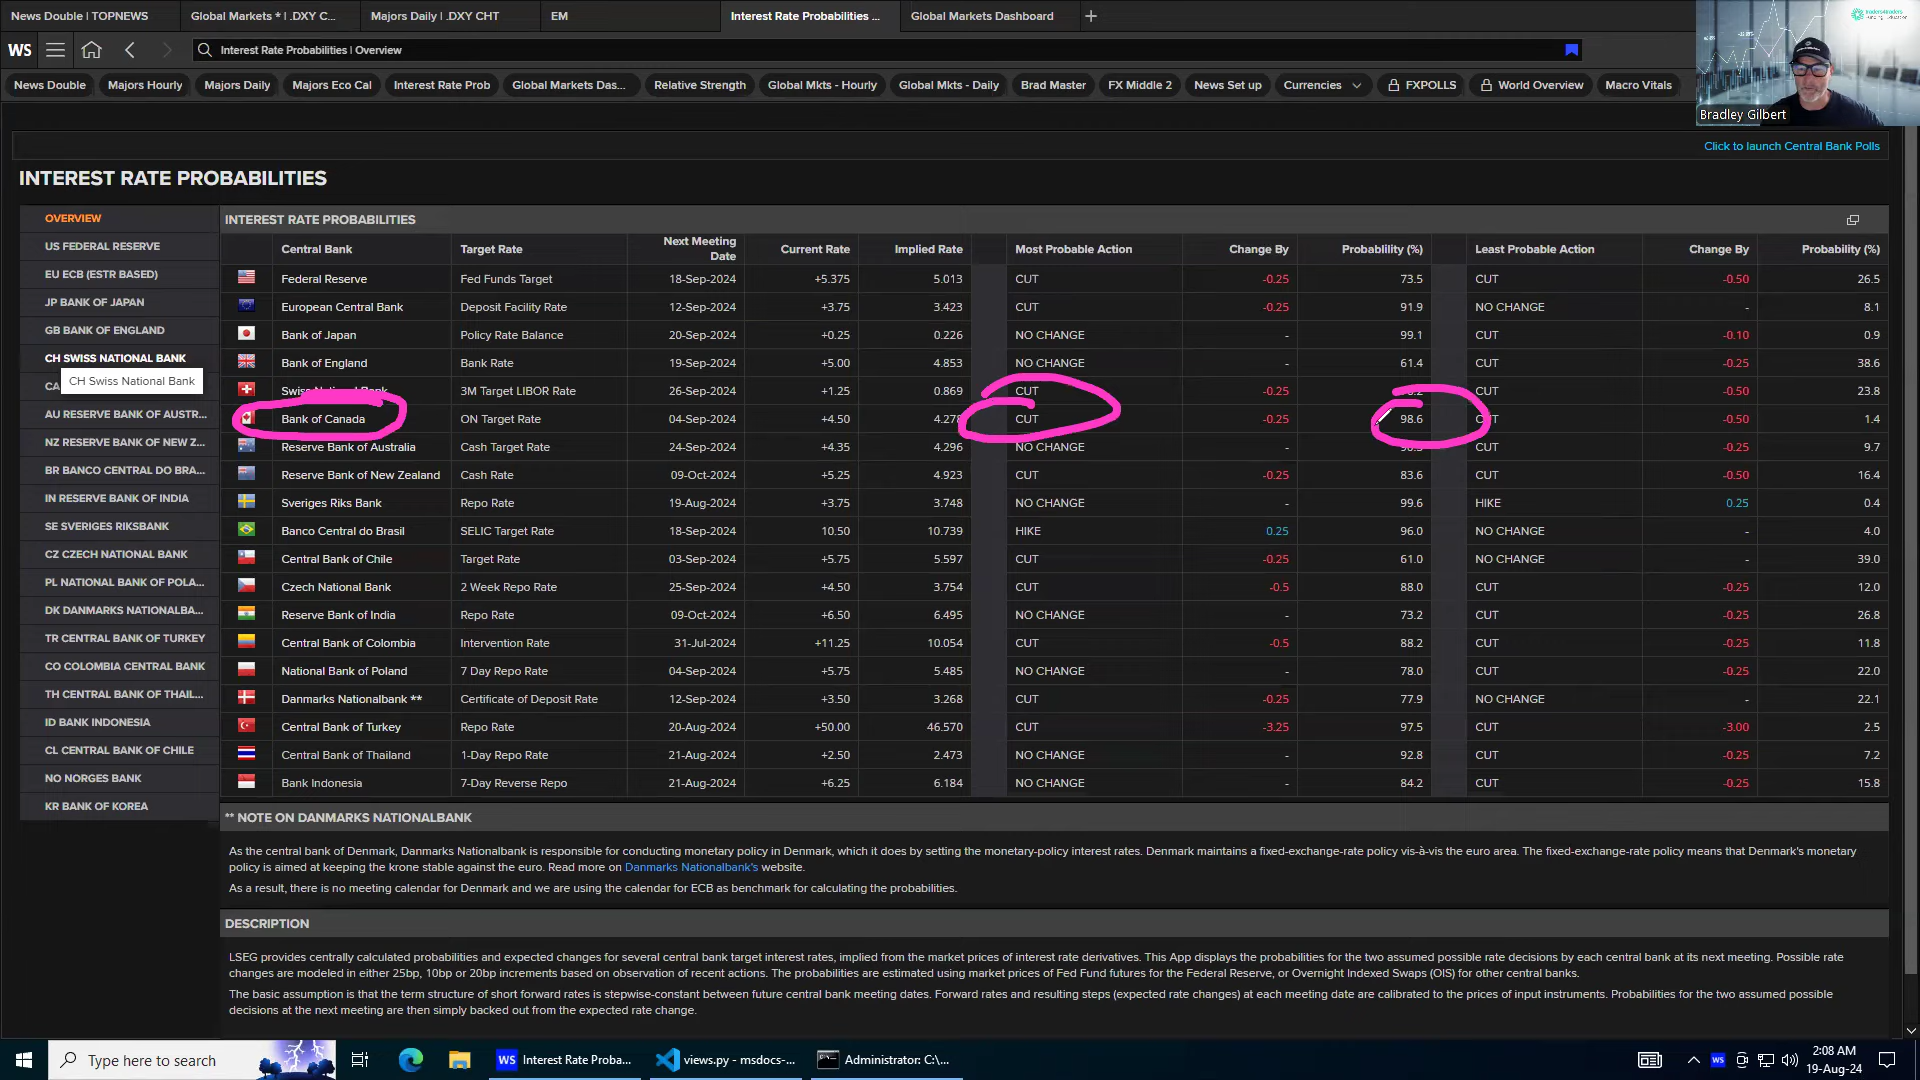 News Double | TOPNEWS
Global Markets * | .DXY C...
Majors Daily | .DXY CHT
EM
Interest Rate Probabilities ...
Global Markets Dashboard
WS
Interest Rate Probabilities | Overview
News Double
Majors Hourly
Majors Daily
Majors Eco Cal
Interest Rate Prob
Global Markets Das...
Relative Strength
Global Mkts - Hourly
Global Mkts - Daily
Brad Master
FX Middle 2
News Set up
Currencies
FXPOLLS
World Overview
Macro Vitals
traders4traders
Bradley Gilbert
Click to launch Central Bank Polls
INTEREST RATE PROBABILITIES
OVERVIEW
US FEDERAL RESERVE
EU ECB (ESTR BASED)
JP BANK OF JAPAN
GB BANK OF ENGLAND
CH SWISS NATIONAL BANK
CH Swiss National Bank
CA
AU RESERVE BANK OF AUSTR...
NZ RESERVE BANK OF NEW Z...
BR BANCO CENTRAL DO BRA...
IN RESERVE BANK OF INDIA
SE SVERIGES RIKSBANK
CZ CZECH NATIONAL BANK
PL NATIONAL BANK OF POLA...
DK DANMARKS NATIONALBA...
TR CENTRAL BANK OF TURKEY
CO COLOMBIA CENTRAL BANK
TH CENTRAL BANK OF THAIL...
ID BANK INDONESIA
CL CENTRAL BANK OF CHILE
NO NORGES BANK
KR BANK OF KOREA
INTEREST RATE PROBABILITIES
Central Bank Target Rate Next Meeting Date Current Rate Implied Rate Most Probable Action Change By Probablility (%) Least Probable Action Change By Probability (%)
Federal Reserve Fed Funds Target 18-Sep-2024 +5.375 5.013 CUT -0.25 73.5 CUT -0.50 26.5
European Central Bank Deposit Facility Rate 12-Sep-2024 +3.75 3.423 CUT -0.25 91.9 NO CHANGE - 8.1
Bank of Japan Policy Rate Balance 20-Sep-2024 +0.25 0.226 NO CHANGE - 99.1 CUT -0.10 0.9
Bank of England Bank Rate 19-Sep-2024 +5.00 4.853 NO CHANGE - 61.4 CUT -0.25 38.6
Swiss National Bank 3M Target LIBOR Rate 26-Sep-2024 +1.25 0.869 CUT -0.25 CUT -0.50 23.8
Bank of Canada ON Target Rate 04-Sep-2024 +4.50 4.278 CUT -0.25 98.6 CUT -0.50 1.4
Reserve Bank of Australia Cash Target Rate 24-Sep-2024 +4.35 4.296 NO CHANGE - 90.3 CUT -0.25 9.7
Reserve Bank of New Zealand Cash Rate 09-Oct-2024 +5.25 4.923 CUT -0.25 83.6 CUT -0.50 16.4
Sveriges Riks Bank Repo Rate 19-Aug-2024 +3.75 3.748 NO CHANGE - 99.6 HIKE 0.25 0.4
Banco Central do Brasil SELIC Target Rate 18-Sep-2024 10.50 10.739 HIKE 0.25 96.0 NO CHANGE - 4.0
Central Bank of Chile Target Rate 03-Sep-2024 +5.75 5.597 CUT -0.25 61.0 NO CHANGE - 39.0
Czech National Bank 2 Week Repo Rate 25-Sep-2024 +4.50 3.754 CUT -0.5 88.0 CUT -0.25 12.0
Reserve Bank of India Repo Rate 09-Oct-2024 +6.50 6.495 NO CHANGE - 73.2 CUT -0.25 26.8
Central Bank of Colombia Intervention Rate 31-Jul-2024 +11.25 10.054 CUT -0.5 88.2 CUT -0.25 11.8
National Bank of Poland 7 Day Repo Rate 04-Sep-2024 +5.75 5.485 NO CHANGE - 78.0 CUT -0.25 22.0
Danmarks Nationalbank ** Certificate of Deposit Rate 12-Sep-2024 +3.50 3.268 CUT -0.25 77.9 NO CHANGE - 22.1
Central Bank of Turkey Repo Rate 20-Aug-2024 +50.00 46.570 CUT -3.25 97.5 CUT -3.00 2.5
Central Bank of Thailand 1-Day Repo Rate 21-Aug-2024 +2.50 2.473 NO CHANGE - 92.8 CUT -0.25 7.2
Bank Indonesia 7-Day Reverse Repo 21-Aug-2024 +6.25 6.184 NO CHANGE - 84.2 CUT -0.25 15.8
** NOTE ON DANMARKS NATIONALBANK
As the central bank of Denmark, Danmarks Nationalbank is responsible for conducting monetary policy in Denmark, which it does by setting the monetary-policy interest rates. Denmark maintains a fixed-exchange-rate policy vis-à-vis the euro area. The fixed-exchange-rate policy means that Denmark's monetary
policy is aimed at keeping the krone stable against the euro. Read more on Danmarks Nationalbank's website.
As a result, there is no meeting calendar for Denmark and we are using the calendar for ECB as benchmark for calculating the probabilities.
DESCRIPTION
LSEG provides centrally calculated probabilities and expected changes for several central bank target interest rates, implied from the market prices of interest rate derivatives. This App displays the probabilities for the two assumed possible rate decisions by each central bank at its next meeting. Possible rate
changes are modeled in either 25bp, 10bp or 20bp increments based on observation of recent actions. The probabilities are estimated using market prices of Fed Fund futures for the Federal Reserve, or Overnight Indexed Swaps (OIS) for other central banks.
The basic assumption is that the term structure of short forward rates is stepwise-constant between future central bank meeting dates. Forward rates and resulting steps (expected rate changes) at each meeting date are calibrated to the prices of input instruments. Probabilities for the two assumed possible
decisions at the next meeting are then simply backed out from the expected rate change.
Type here to search
WS Interest Rate Proba...
views.py - msdocs-...
Administrator: C:\...
WS
2:08 AM
19-Aug-24